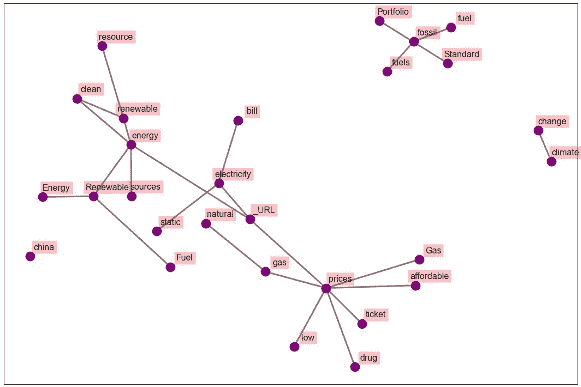 Portfolio
fuel
fossil
resource
Standard
fuels
clean
renewable
bill
change
energy
climate
electricity
Energy
Renewable
sources
natural
_URL
static
china
Fuel
gas
Gas
prices
affordable
ticket
low
drug